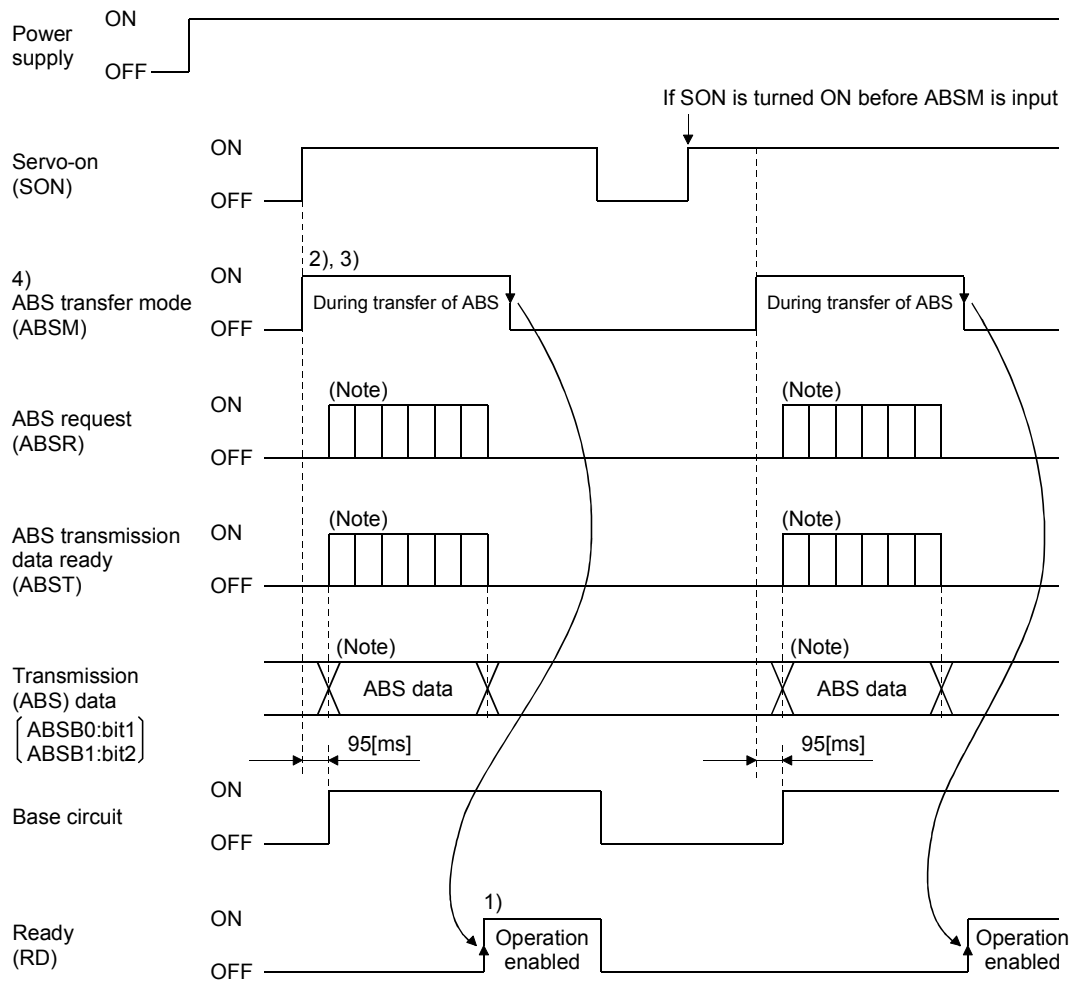 Power
supply
ON
OFF
If SON is turned ON before ABSM is input
Servo-on
(SON)
ON
OFF
4)
ABS transfer mode
(ABSM)
ON
OFF
2), 3)
During transfer of ABS
During transfer of ABS
ABS request
(ABSR)
ON
OFF
(Note)
(Note)
ABS transmission
data ready
(ABST)
ON
OFF
(Note)
(Note)
Transmission
(ABS) data
ABSB0:bit1
ABSB1:bit2
(Note)
(Note)
ABS data
ABS data
95[ms]
95[ms]
Base circuit
ON
OFF
Ready
(RD)
ON
OFF
1)
Operation
enabled
Operation
enabled